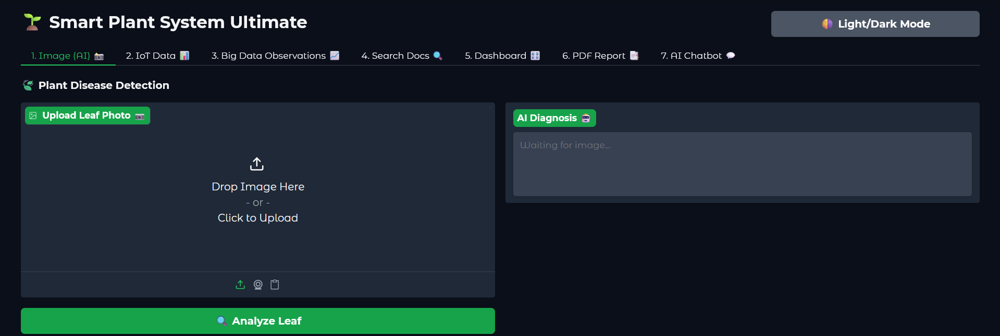 Smart Plant System Ultimate
Light/Dark Mode
1. Image (AI)
2. IoT Data
3. Big Data Observations
4. Search Docs
5. Dashboard
6. PDF Report
7. AI Chatbot
Plant Disease Detection
Upload Leaf Photo
Drop Image Here
- or -
Click to Upload
Analyze Leaf
AI Diagnosis
Waiting for image...